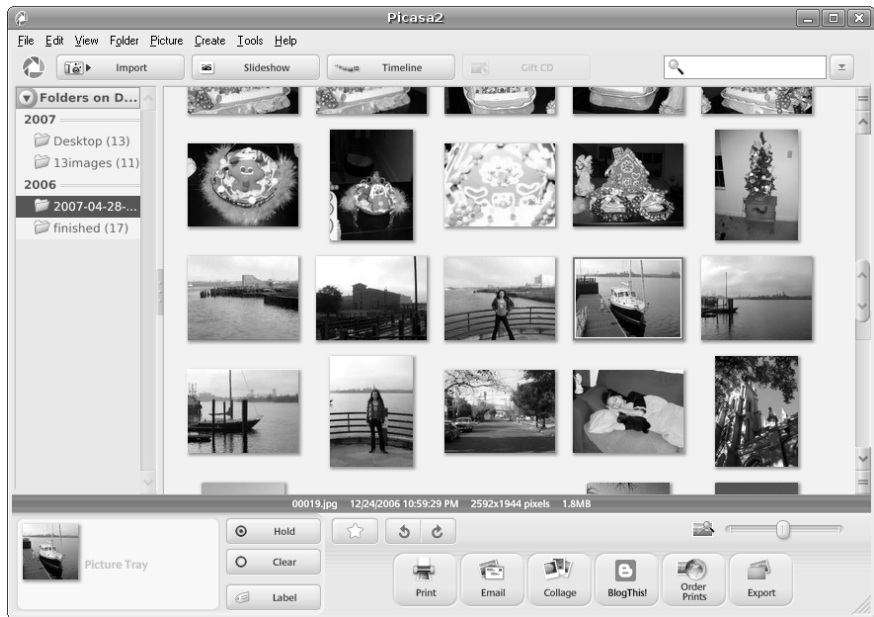 Picasa2
File Edit View Folder Picture Create Tools Help
Import Slideshow Timeline Gift CD
Folders on D...
2007
Desktop (13)
13images (11)
2006
2007-04-28-...
finished (17)
00019.jpg 12/24/2006 10:59:29 PM 2592x1944 pixels 1.8MB
Picture Tray
Hold
Clear
Label
Print Email Collage BlogThis! Order Prints Export